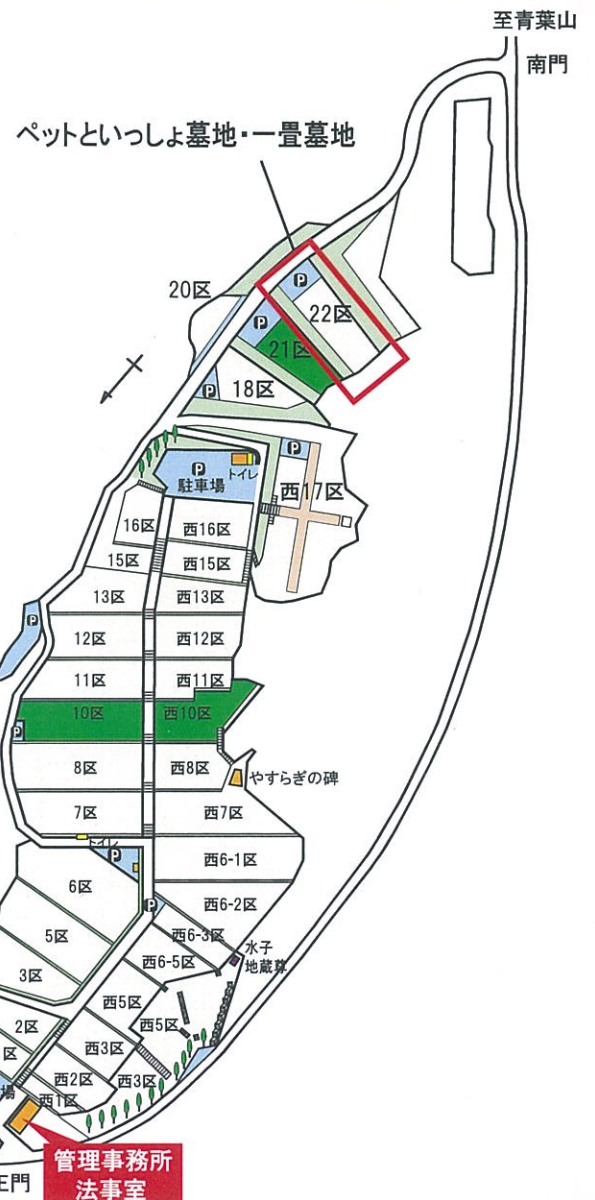 至青葉山
南門
ペットといっしょ墓地・一畳墓地
20区
P
22区
P
21区
P
18区
P
P
トイレ
駐車場
西17区
16区
西16区
15区
西15区
13区
西13区
P
12区
西12区
11区
西11区
10区
西10区
P
8区
西8区
やすらぎの碑
7区
西7区
トイレ
P
西6-1区
6区
西6-2区
P
5区
西6-3区
水子
地蔵尊
西6-5区
3区
西5区
西5区
2区
西3区
区
西2区
西3区
場
西1区
管理事務所
法事室
正門